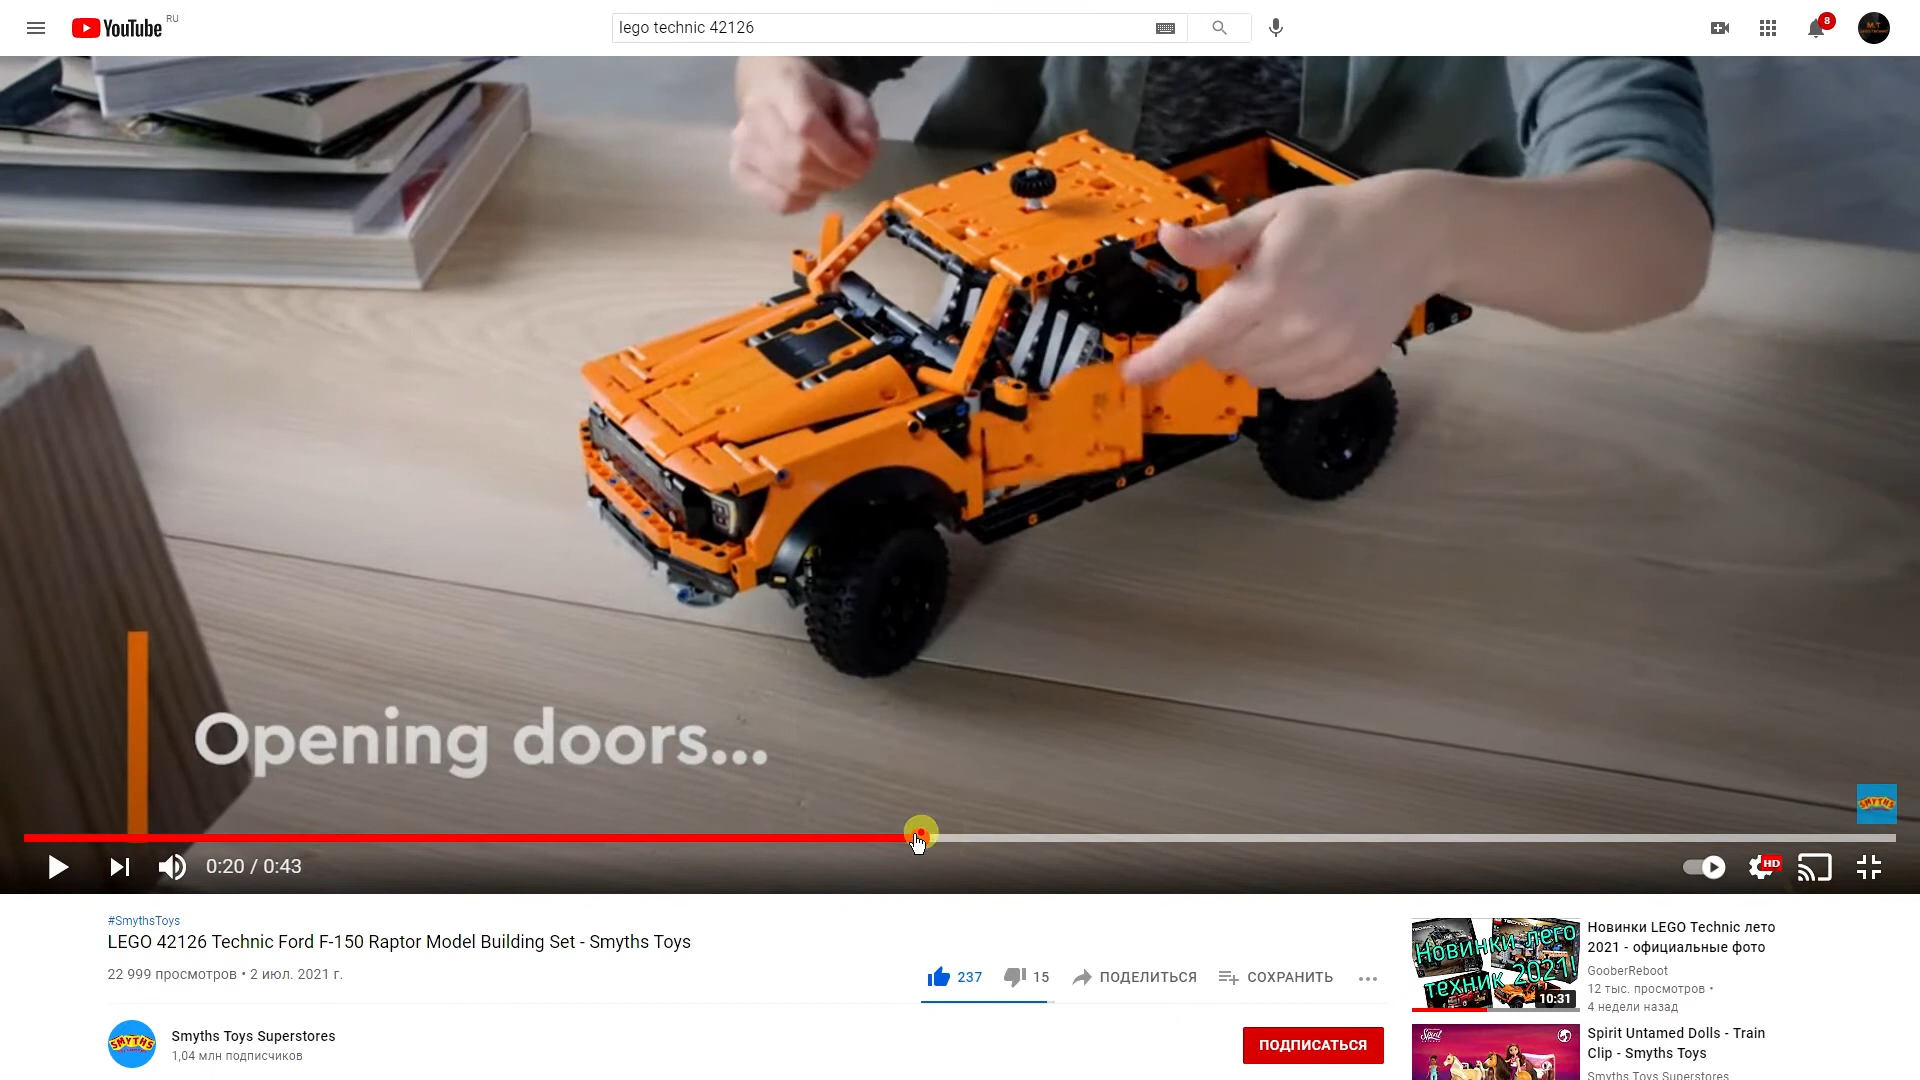 YouTube RU
lego technic 42126
8
Opening doors...
SMYTHS
0:20 / 0:43
HD
#SmythsToys
LEGO 42126 Technic Ford F-150 Raptor Model Building Set - Smyths Toys
22 999 просмотров • 2 июл. 2021 г.
237
15
ПОДЕЛИТЬСЯ
СОХРАНИТЬ
SMYTHS
Smyths Toys Superstores
1,04 млн подписчиков
ПОДПИСАТЬСЯ
Новинки лего
техник 2021!
10:31
Новинки LEGO Technic лето
2021 - официальные фото
GooberReboot
12 тыс. просмотров •
4 недели назад
Spirit
Spirit Untamed Dolls - Train
Clip - Smyths Toys
Smyths Toys Superstores